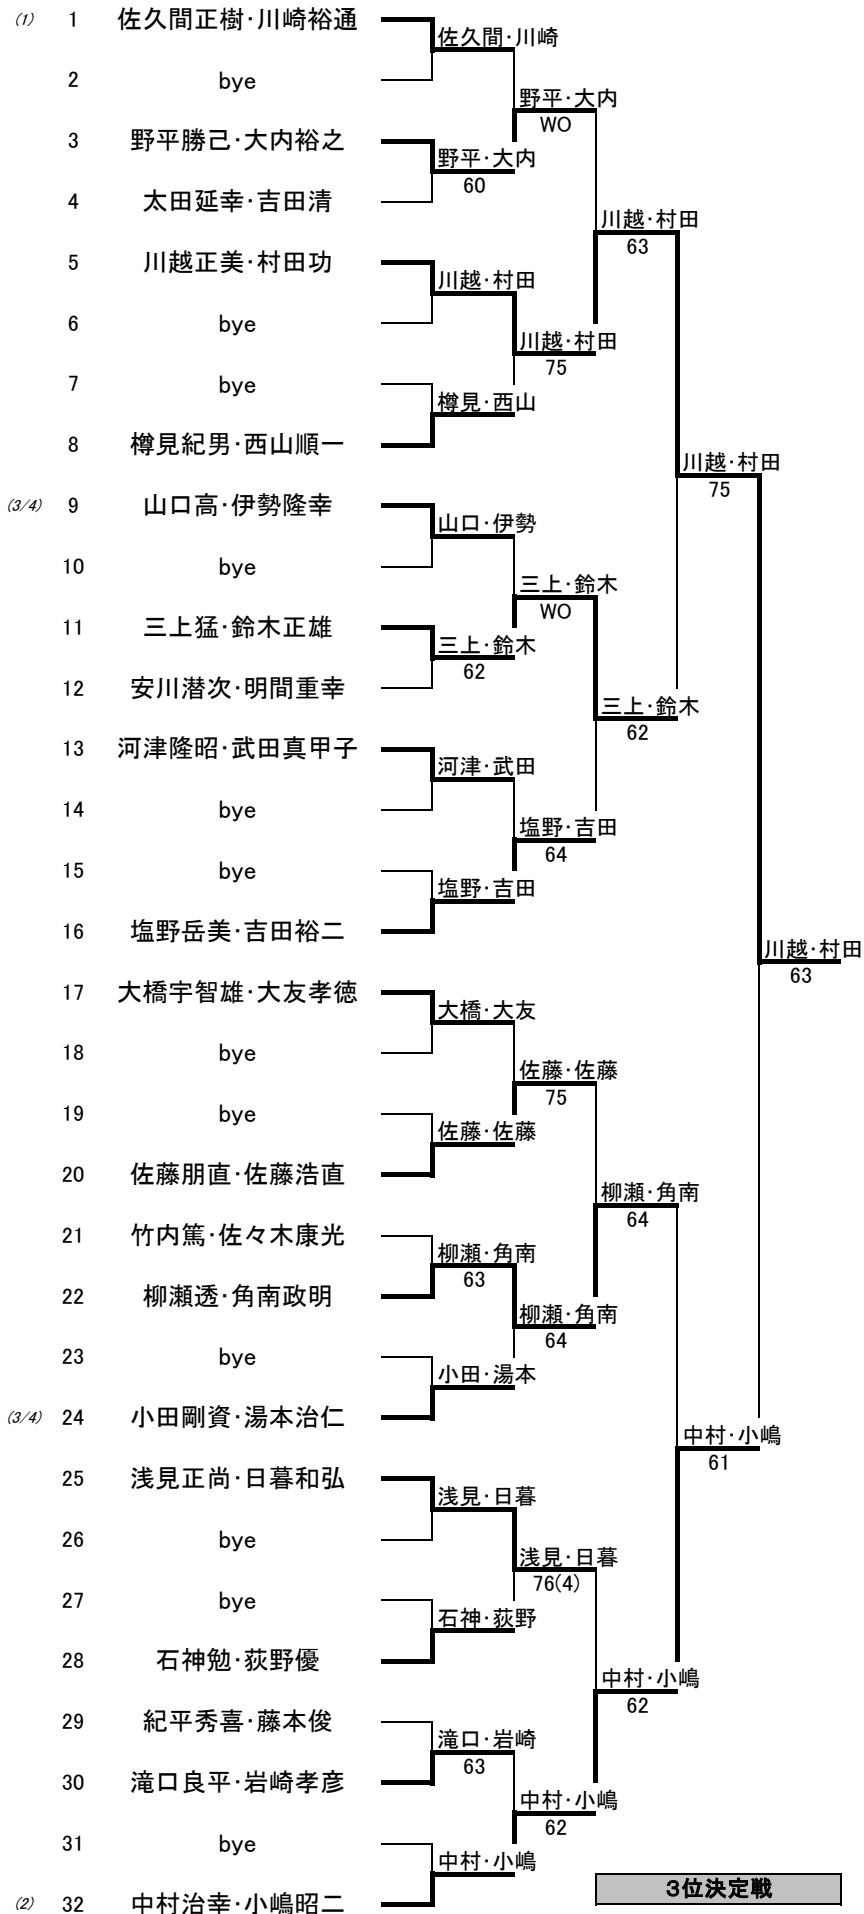 (1) 1 佐久間正樹・川崎裕通
佐久間・川崎
2 bye
野平・大内
WO
3 野平勝己・大内裕之
野平・大内
60
4 太田延幸・吉田清
川越・村田
63
5 川越正美・村田功
川越・村田
6 bye
川越・村田
75
7 bye
樽見・西山
8 樽見紀男・西山順一
川越・村田
75
(3/4) 9 山口高・伊勢隆幸
山口・伊勢
10 bye
三上・鈴木
WO
11 三上猛・鈴木正雄
三上・鈴木
62
12 安川潜次・明間重幸
三上・鈴木
62
13 河津隆昭・武田真甲子
河津・武田
14 bye
塩野・吉田
64
15 bye
塩野・吉田
16 塩野岳美・吉田裕二
川越・村田
63
17 大橋宇智雄・大友孝徳
大橋・大友
18 bye
佐藤・佐藤
75
19 bye
佐藤・佐藤
20 佐藤朋直・佐藤浩直
柳瀬・角南
64
21 竹内篤・佐々木康光
柳瀬・角南
63
22 柳瀬透・角南政明
柳瀬・角南
64
23 bye
小田・湯本
(3/4) 24 小田剛資・湯本治仁
中村・小嶋
61
25 浅見正尚・日暮和弘
浅見・日暮
26 bye
浅見・日暮
76(4)
27 bye
石神・荻野
28 石神勉・荻野優
中村・小嶋
62
29 紀平秀喜・藤本俊
滝口・岩崎
63
30 滝口良平・岩崎孝彦
中村・小嶋
62
31 bye
中村・小嶋
3位決定戦
(2) 32 中村治幸・小嶋昭二